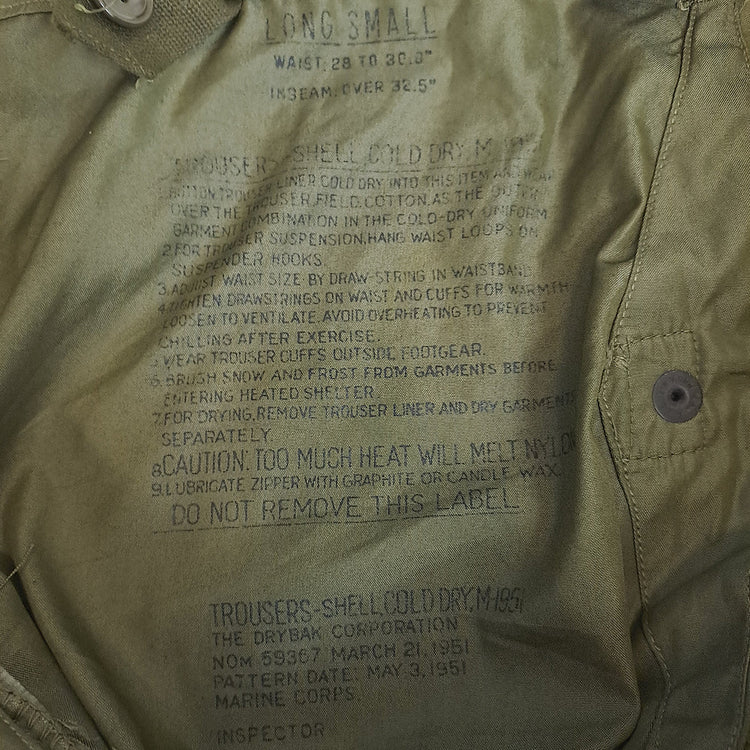 LONG SMALL
WAIST: 28 TO 30.0"
INSEAM, OVER 32.5"
TROUSERS-SHELL, COLD DRY, M-195
1. BUTTON TROUSER LINER, COLD DRY INTO THIS ITEM AND WEAR
OVER THE TROUSER, FIELD, COTTON, AS THE OUTER
GARMENT COMBINATION IN THE COLD-DRY UNIFORM
2. FOR TROUSER SUSPENSION, HANG WAIST LOOPS ON
SUSPENDER HOOKS.
3. ADJUST WAIST SIZE BY DRAW-STRING IN WAISTBAND.
4. TIGHTEN DRAWSTRINGS ON WAIST AND CUFFS FOR WARMTH
LOOSEN TO VENTILATE. AVOID OVERHEATING TO PREVENT
CHILLING AFTER EXERCISE.
5. WEAR TROUSER CUFFS OUTSIDE FOOTGEAR.
6. BRUSH SNOW AND FROST FROM GARMENTS BEFORE
ENTERING HEATED SHELTER.
7. FOR DRYING, REMOVE TROUSER LINER AND DRY GARMENTS
SEPARATELY.
8. CAUTION: TOO MUCH HEAT WILL MELT NYLON
9. LUBRICATE ZIPPER WITH GRAPHITE OR CANDLE WAX.
DO NOT REMOVE THIS LABEL
TROUSERS-SHELL, COLD DRY, M-1951
THE DRYBAK CORPORATION
NOM 59367 MARCH 21, 1951
PATTERN DATE: MAY 3, 1951
MARINE CORPS
INSPECTOR